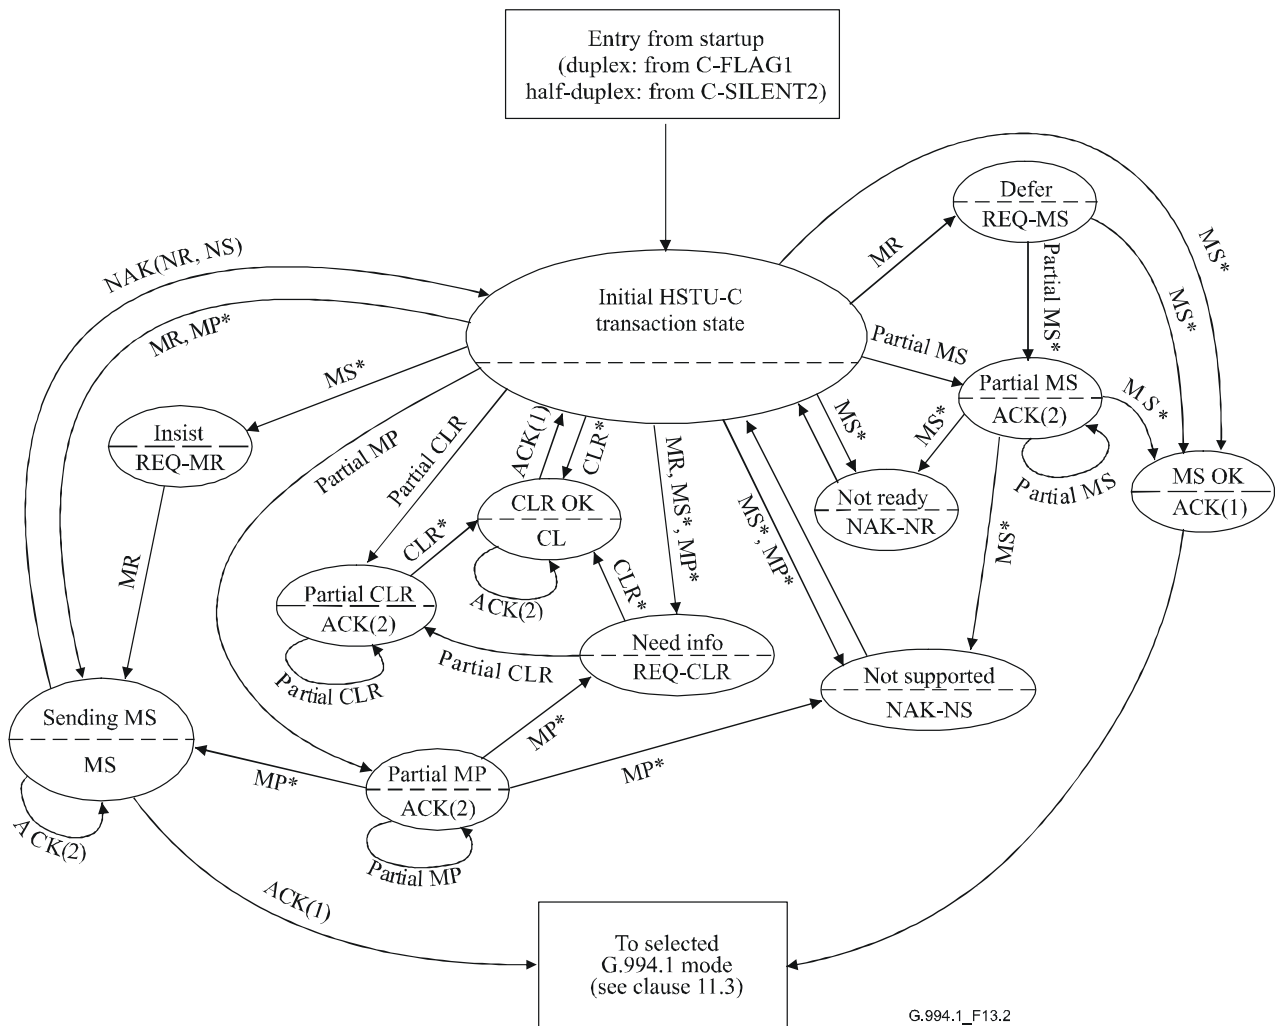 Entry from startup
(duplex: from C-FLAG1
half-duplex: from C-SILENT2)
Defer
REQ-MS
MS*
MR
NAK(NR, NS)
MR, MP*
Initial HSTU-C
transaction state
Partial MS*
MS*
Partial MS
MS*
Partial MS
ACK(2)
MS*
Insist
REQ-MR
Partial MP
Partial CLR
ACK(1)
CLR*
MR, MS*, MP*
MS*
MS*
Partial MS
MS OK
ACK(1)
CLR OK
CL
Not ready
NAK-NR
MR
CLR*
ACK(2)
CLR*
MS*, MP*
MS*
Partial CLR
ACK(2)
Partial CLR
Partial CLR
Need info
REQ-CLR
Not supported
NAK-NS
Sending MS
MS
MP*
Partial MP
ACK(2)
MP*
MP*
ACK(2)
Partial MP
ACK(1)
To selected
G.994.1 mode
(see clause 11.3)
G.994.1_F13.2